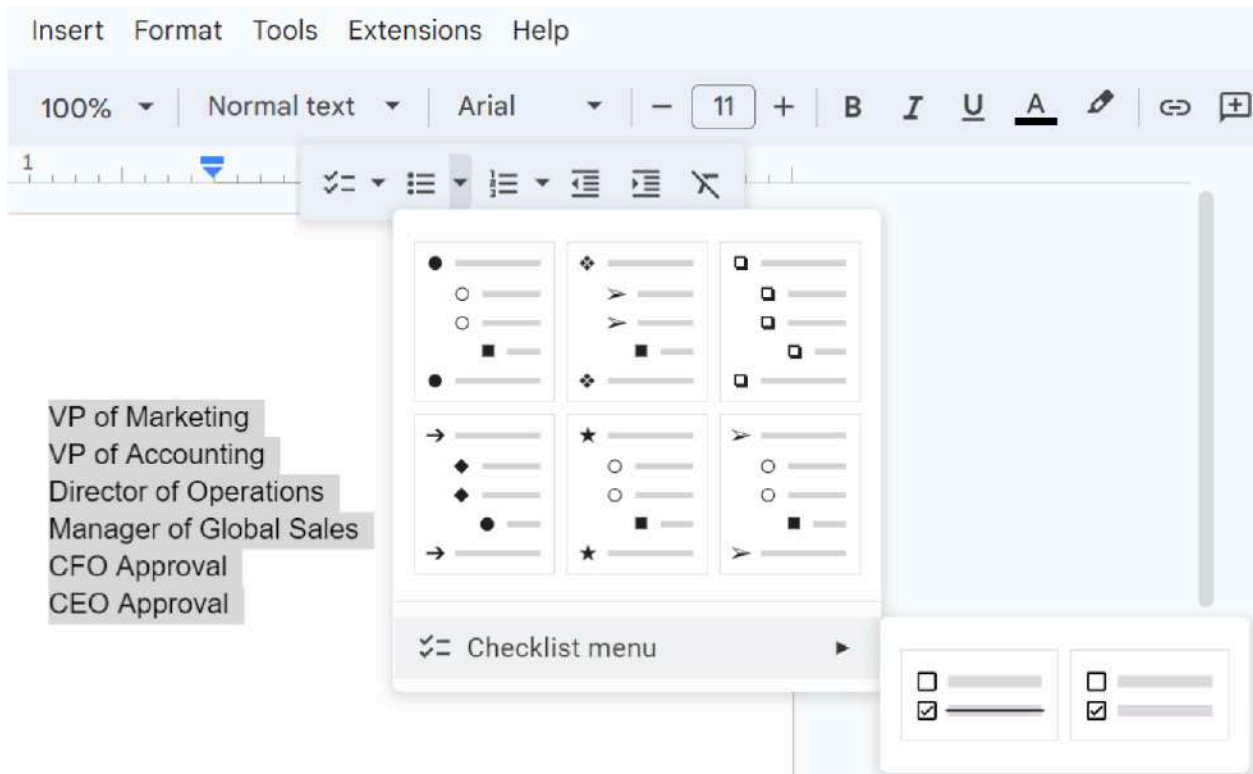 Insert Format Tools Extensions Help
100% Normal text Arial 11 B I U A
1
VP of Marketing
VP of Accounting
Director of Operations
Manager of Global Sales
CFO Approval
CEO Approval
Checklist menu